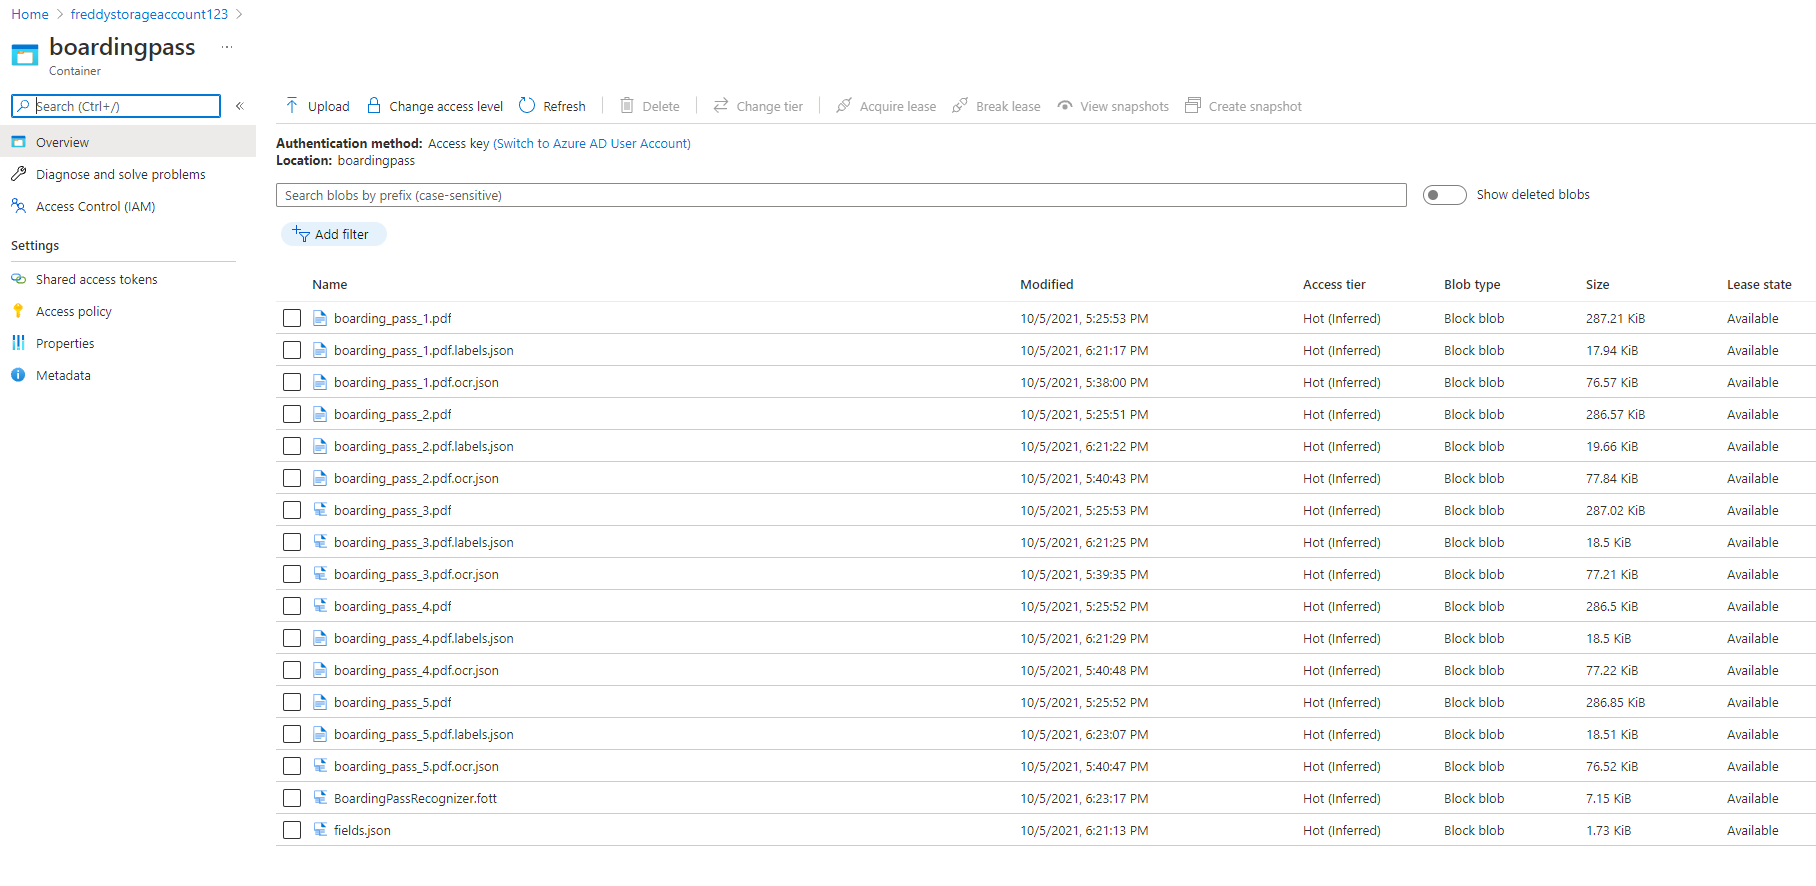 Home > freddystorageaccount123 >
boardingpass ...
Container
Search (Ctrl+/) «
Overview
Diagnose and solve problems
Access Control (IAM)
Settings
Shared access tokens
Access policy
Properties
Metadata
Upload Change access level Refresh Delete Change tier Acquire lease Break lease View snapshots Create snapshot
Authentication method: Access key (Switch to Azure AD User Account)
Location: boardingpass
Search blobs by prefix (case-sensitive) Show deleted blobs
Add filter
Name Modified Access tier Blob type Size Lease state
boarding_pass_1.pdf 10/5/2021, 5:25:53 PM Hot (Inferred) Block blob 287.21 KiB Available
boarding_pass_1.pdf.labels.json 10/5/2021, 6:21:17 PM Hot (Inferred) Block blob 17.94 KiB Available
boarding_pass_1.pdf.ocr.json 10/5/2021, 5:38:00 PM Hot (Inferred) Block blob 76.57 KiB Available
boarding_pass_2.pdf 10/5/2021, 5:25:51 PM Hot (Inferred) Block blob 286.57 KiB Available
boarding_pass_2.pdf.labels.json 10/5/2021, 6:21:22 PM Hot (Inferred) Block blob 19.66 KiB Available
boarding_pass_2.pdf.ocr.json 10/5/2021, 5:40:43 PM Hot (Inferred) Block blob 77.84 KiB Available
boarding_pass_3.pdf 10/5/2021, 5:25:53 PM Hot (Inferred) Block blob 287.02 KiB Available
boarding_pass_3.pdf.labels.json 10/5/2021, 6:21:25 PM Hot (Inferred) Block blob 18.5 KiB Available
boarding_pass_3.pdf.ocr.json 10/5/2021, 5:39:35 PM Hot (Inferred) Block blob 77.21 KiB Available
boarding_pass_4.pdf 10/5/2021, 5:25:52 PM Hot (Inferred) Block blob 286.5 KiB Available
boarding_pass_4.pdf.labels.json 10/5/2021, 6:21:29 PM Hot (Inferred) Block blob 18.5 KiB Available
boarding_pass_4.pdf.ocr.json 10/5/2021, 5:40:48 PM Hot (Inferred) Block blob 77.22 KiB Available
boarding_pass_5.pdf 10/5/2021, 5:25:52 PM Hot (Inferred) Block blob 286.85 KiB Available
boarding_pass_5.pdf.labels.json 10/5/2021, 6:23:07 PM Hot (Inferred) Block blob 18.51 KiB Available
boarding_pass_5.pdf.ocr.json 10/5/2021, 5:40:47 PM Hot (Inferred) Block blob 76.52 KiB Available
BoardingPassRecognizer.fott 10/5/2021, 6:23:17 PM Hot (Inferred) Block blob 7.15 KiB Available
fields.json 10/5/2021, 6:21:13 PM Hot (Inferred) Block blob 1.73 KiB Available